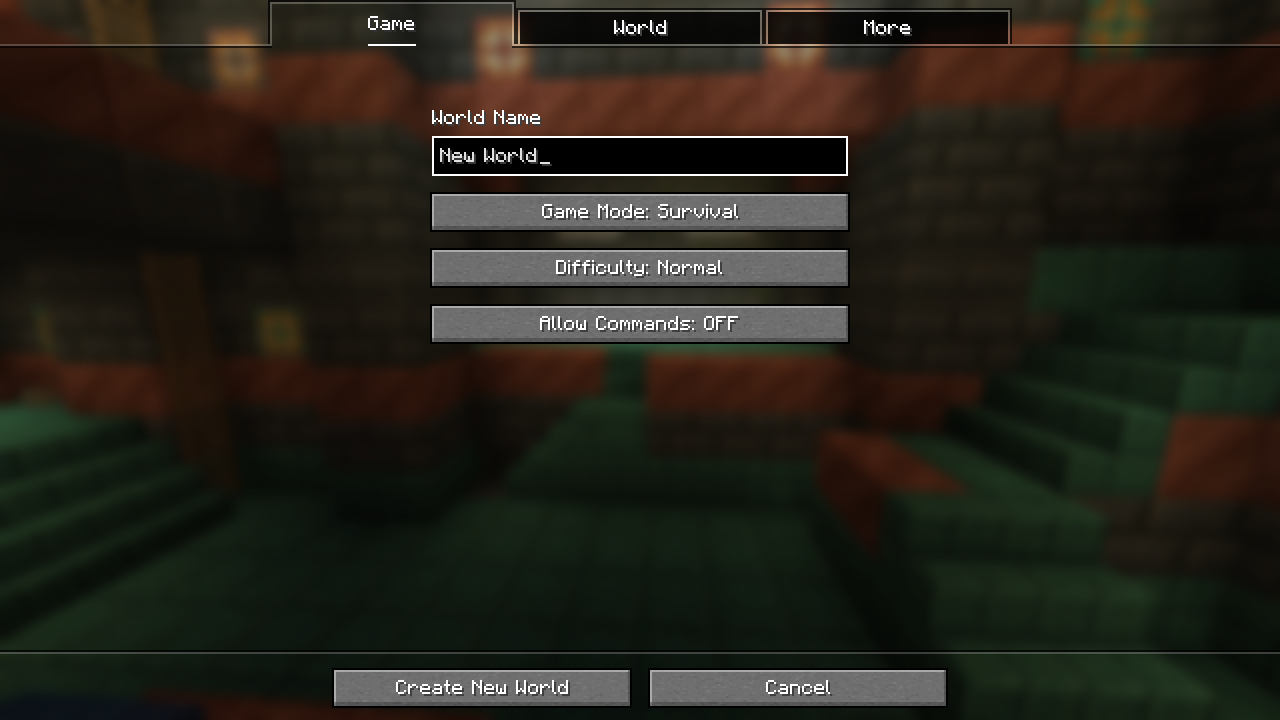 Game
World
More
World Name
New World_
Game Mode: Survival
Difficulty: Normal
Allow Commands: OFF
Create New World
Cancel